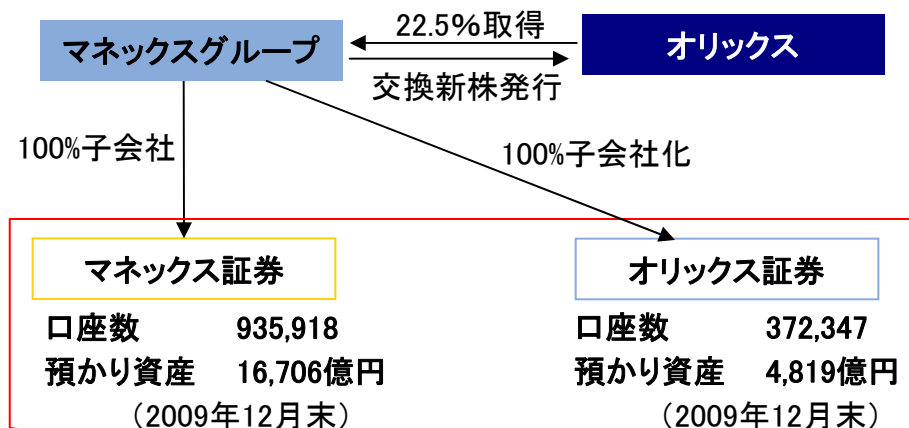 マネックスグループ
22.5%取得
オリックス
交換新株発行
100%子会社
100%子会社化
マネックス証券
口座数 935,918
預かり資産 16,706億円
（2009年12月末）
オリックス証券
口座数 372,347
預かり資産 4,819億円
（2009年12月末）